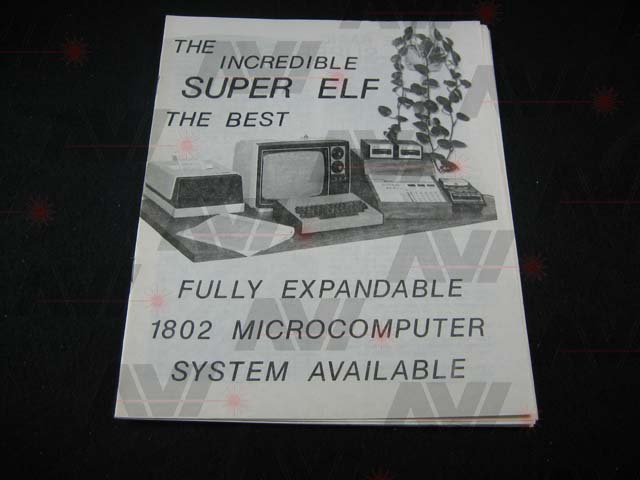 THE
INCREDIBLE
SUPER ELF
THE BEST
FULLY EXPANDABLE
1802 MICROCOMPUTER
SYSTEM AVAILABLE